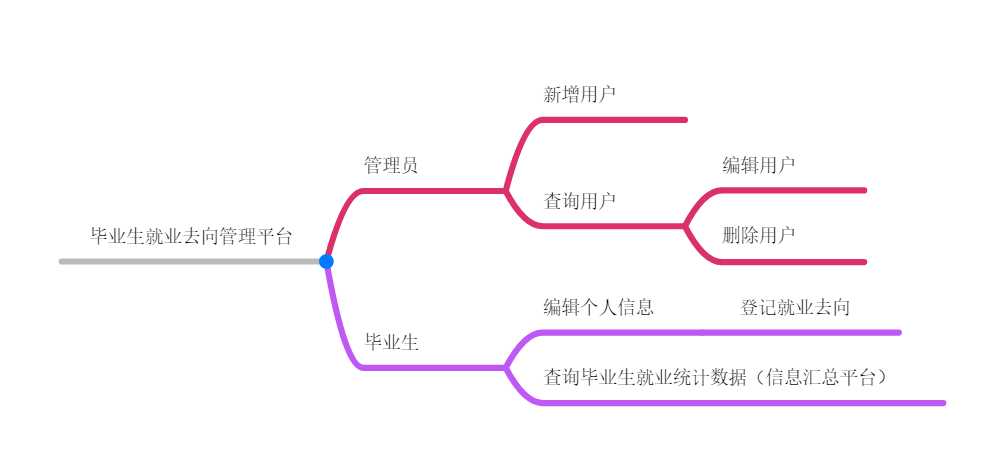 新增用户
管理员
编辑用户
查询用户
毕业生就业去向管理平台
删除用户
编辑个人信息
登记就业去向
毕业生
查询毕业生就业统计数据（信息汇总平台）